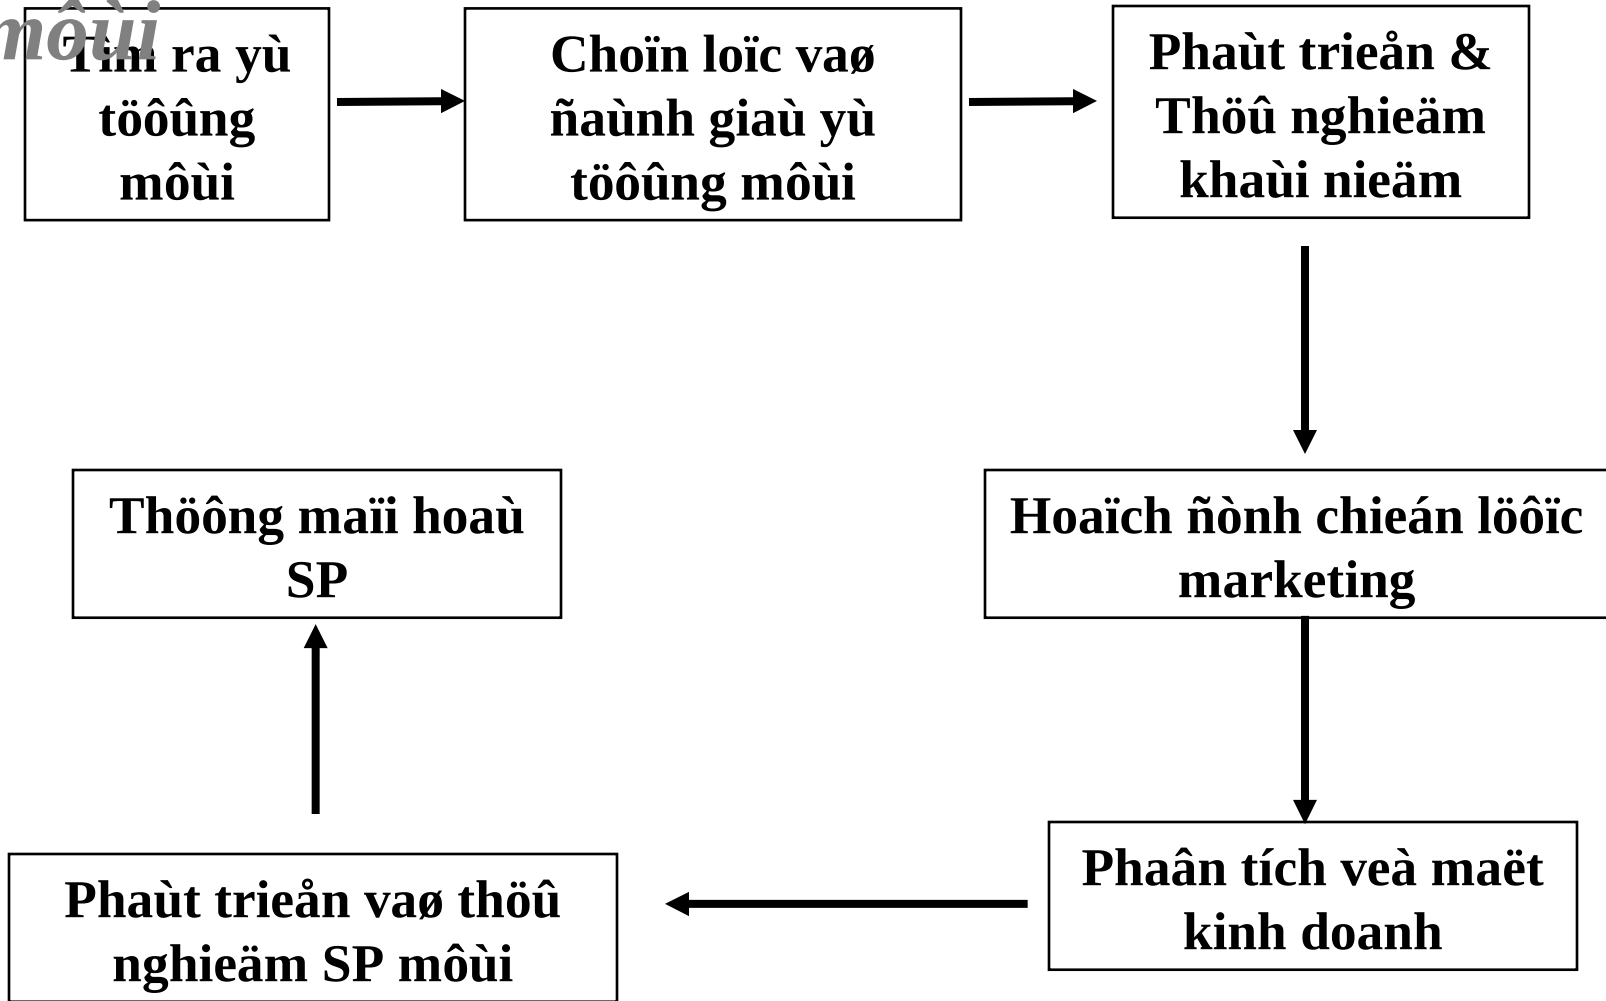 môùi
Tìm ra yù
töôûng
môùi
Choïn loïc vaø
ñaùnh giaù yù
töôûng môùi
Phaùt trieån &
Thöû nghieäm
khaùi nieäm
Hoaïch ñònh chieán löôïc
marketing
Phaân tích veà maët
kinh doanh
Phaùt trieån vaø thöû
nghieäm SP môùi
Thöông maïi hoaù
SP